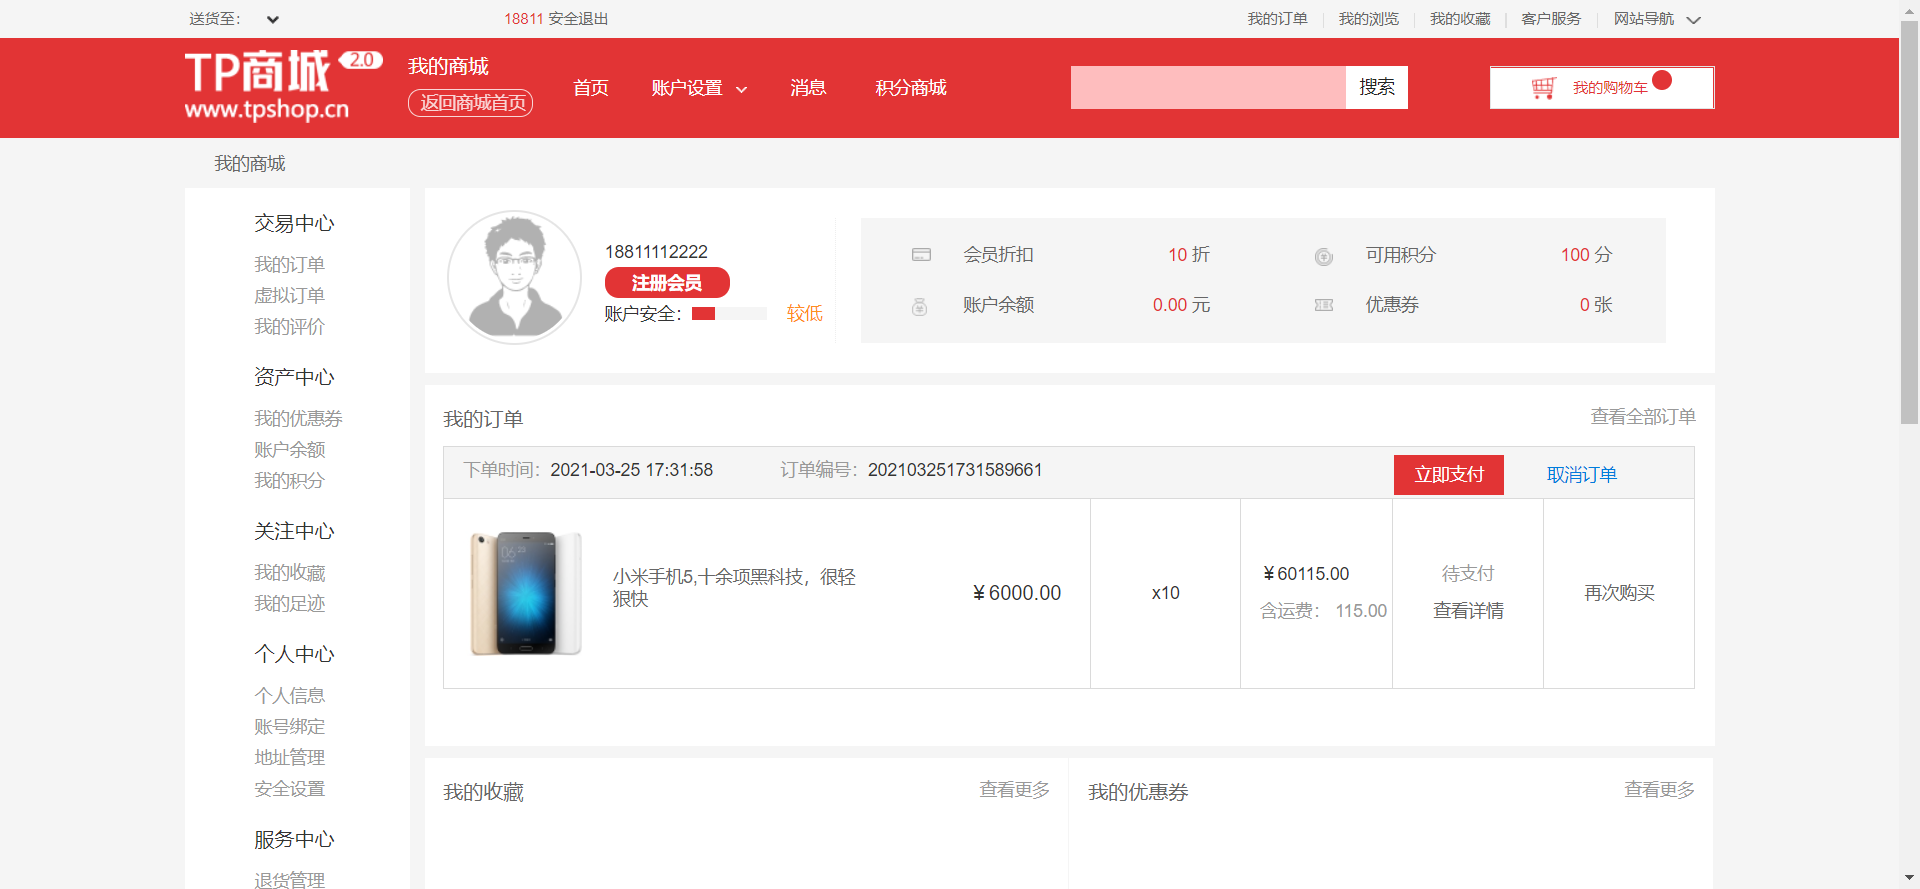 送货至：
18811 安全退出
我的订单
我的浏览
我的收藏
客户服务
网站导航
TP商城 2.0
www.tpshop.cn
我的商城
返回商城首页
首页
账户设置
消息
积分商城
搜索
我的购物车
我的商城
交易中心
我的订单
虚拟订单
我的评价
资产中心
我的优惠券
账户余额
我的积分
关注中心
我的收藏
我的足迹
个人中心
个人信息
账号绑定
地址管理
安全设置
服务中心
退货管理
18811112222
注册会员
账户安全：
较低
会员折扣
10 折
可用积分
100 分
账户余额
0.00 元
优惠券
0 张
我的订单
查看全部订单
下单时间：2021-03-25 17:31:58
订单编号：202103251731589661
立即支付
取消订单
小米手机5,十余项黑科技，很轻
狠快
¥6000.00
x10
¥60115.00
含运费： 115.00
待支付
查看详情
再次购买
我的收藏
查看更多
我的优惠券
查看更多